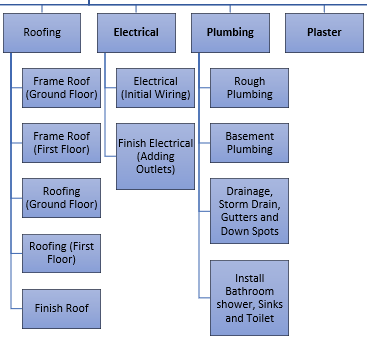 Roofing
Electrical
Plumbing
Plaster
Frame Roof
(Ground Floor)
Frame Roof
(First Floor)
Roofing
(Ground Floor)
Roofing (First
Floor)
Finish Roof
Electrical
(Initial Wiring)
Finish Electrical
(Adding
Outlets)
Rough
Plumbing
Basement
Plumbing
Drainage,
Storm Drain,
Gutters and
Down Spots
Install
Bathroom
shower, Sinks
and Toilet